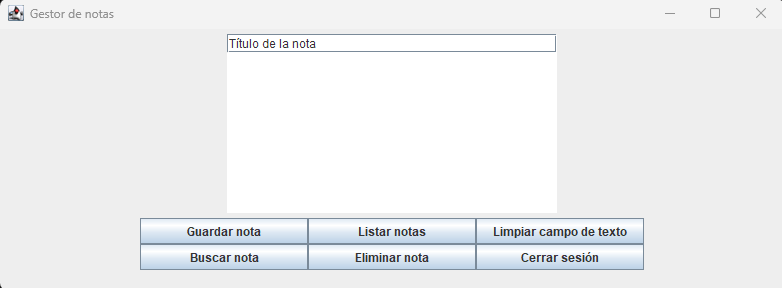 Gestor de notas
Título de la nota
Guardar nota Listar notas Limpiar campo de texto
Buscar nota Eliminar nota Cerrar sesión